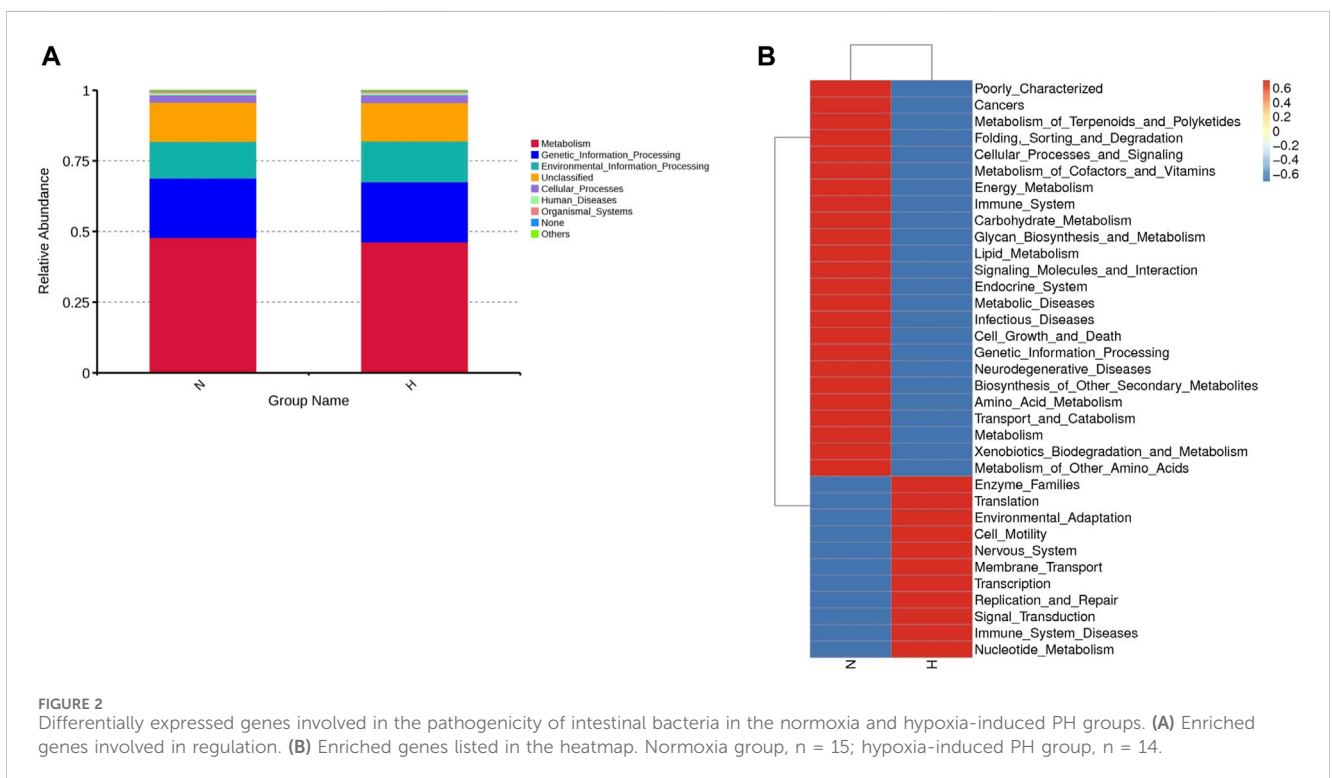 A
1
0.75
0.5
0.25
0
Relative Abundance
N
H
Group Name
Metabolism
Genetic_Information_Processing
Environmental_Information_Processing
Unclassified
Cellular_Processes
Human_Diseases
Organismal_Systems
None
Others
B
Poorly_Characterized
Cancers
Metabolism_of_Terpenoids_and_Polyketides
Folding,_Sorting_and_Degradation
Cellular_Processes_and_Signaling
Metabolism_of_Cofactors_and_Vitamins
Energy_Metabolism
Immune_System
Carbohydrate_Metabolism
Glycan_Biosynthesis_and_Metabolism
Lipid_Metabolism
Signaling_Molecules_and_Interaction
Endocrine_System
Metabolic_Diseases
Infectious_Diseases
Cell_Growth_and_Death
Genetic_Information_Processing
Neurodegenerative_Diseases
Biosynthesis_of_Other_Secondary_Metabolites
Amino_Acid_Metabolism
Transport_and_Catabolism
Metabolism
Xenobiotics_Biodegradation_and_Metabolism
Metabolism_of_Other_Amino_Acids
Enzyme_Families
Translation
Environmental_Adaptation
Cell_Motility
Nervous_System
Membrane_Transport
Transcription
Replication_and_Repair
Signal_Transduction
Immune_System_Diseases
Nucleotide_Metabolism
N
H
0.6
0.4
0.2
0
−0.2
−0.4
−0.6
FIGURE 2
Differentially expressed genes involved in the pathogenicity of intestinal bacteria in the normoxia and hypoxia-induced PH groups. (A) Enriched
genes involved in regulation. (B) Enriched genes listed in the heatmap. Normoxia group, n = 15; hypoxia-induced PH group, n = 14.